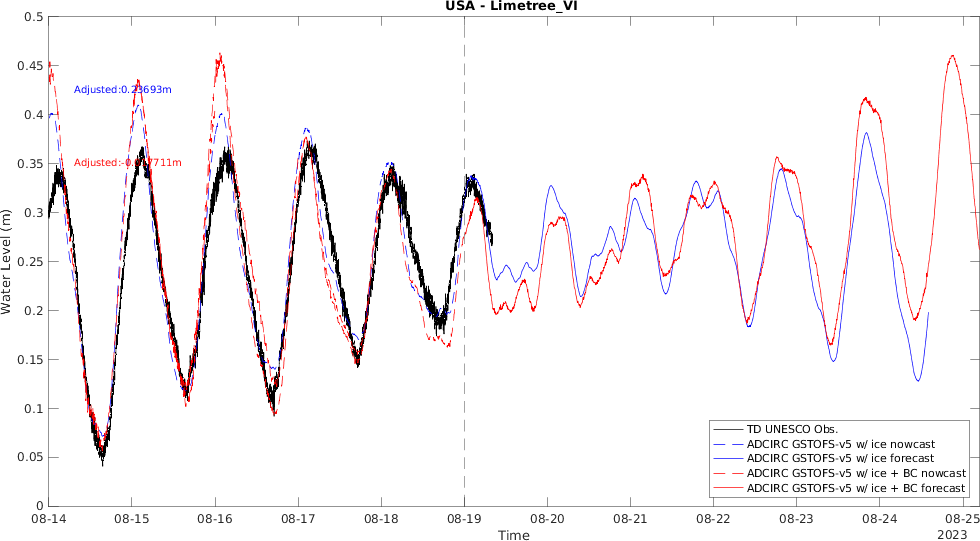 USA - Limetree_VI
0.5
0.45
0.4
0.35
0.3
0.25
0.2
0.15
0.1
0.05
0
Water Level (m)
Adjusted:0.23693m
TD UNESCO Obs.
ADCIRC GSTOFS-v5 w/ ice nowcast
ADCIRC GSTOFS-v5 w/ ice forecast
ADCIRC GSTOFS-v5 w/ ice + BC nowcast
ADCIRC GSTOFS-v5 w/ ice + BC forecast
08-14 08-15 08-16 08-17 08-18 08-19 08-20 08-21 08-22 08-23 08-24 08-25
Time
2023